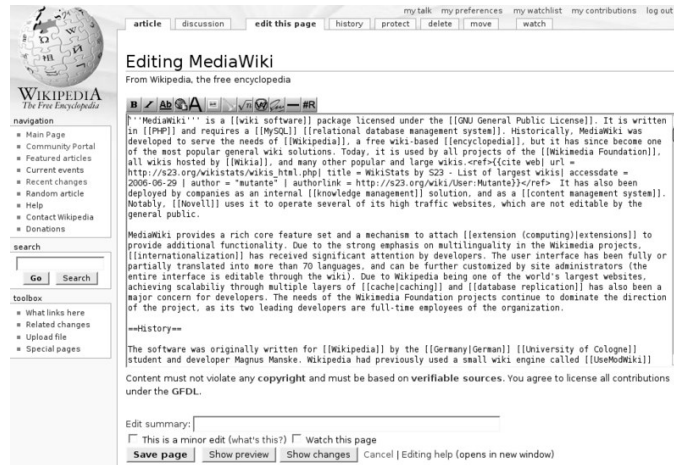 my talk my preferences my watchlist my contributions log out
article discussion edit this page history protect delete move watch
WIKIPEDIA
The Free Encyclopedia
Editing MediaWiki
From Wikipedia, the free encyclopedia
B I Ab A #R
navigation
Main Page
Community Portal
Featured articles
Current events
Recent changes
Random article
Help
Contact Wikipedia
Donations
search
Go Search
toolbox
What links here
Related changes
Upload file
Special pages
'''MediaWiki''' is a [[wiki software]] package licensed under the [[GNU General Public License]]. It is written
in [[PHP]] and requires a [[MySQL]] [[relational database management system]]. Historically, MediaWiki was
developed to serve the needs of [[Wikipedia]], a free wiki-based [[encyclopedia]], but it has since become one
of the most popular general wiki solutions. Today, it is used by all projects of the [[Wikimedia Foundation]],
all wikis hosted by [[Wikia]], and many other popular and large wikis.<ref>{{cite web| url =
http://s23.org/wikistats/wikis_html.php| title = WikiStats by S23 - List of largest wikis| accessdate =
2006-06-29 | author = "mutante" | authorlink = http://s23.org/wiki/User:Mutante}}</ref> It has also been
deployed by companies as an internal [[knowledge management]] solution, and as a [[content management system]].
Notably, [[Novell]] uses it to operate several of its high traffic websites, which are not editable by the
general public.
MediaWiki provides a rich core feature set and a mechanism to attach [[extension (computing)|extensions]] to
provide additional functionality. Due to the strong emphasis on multilinguality in the Wikimedia projects,
[[internationalization]] has received significant attention by developers. The user interface has been fully or
partially translated into more than 70 languages, and can be further customized by site administrators (the
entire interface is editable through the wiki). Due to Wikipedia being one of the world's largest websites,
achieving scalabiliy through multiple layers of [[cache|caching]] and [[database replication]] has also been a
major concern for developers. The needs of the Wikimedia Foundation projects continue to dominate the direction
of the project, as its two leading developers are full-time employees of the organization.
==History==
The software was originally written for [[Wikipedia]] by the [[Germany|German]] [[University of Cologne]]
student and developer Magnus Manske. Wikipedia had previously used a small wiki engine called [[UseModWiki]]
Content must not violate any copyright and must be based on verifiable sources. You agree to license all contributions
under the GFDL.
Edit summary:
This is a minor edit (what's this?) Watch this page
Save page Show preview Show changes Cancel | Editing help (opens in new window)